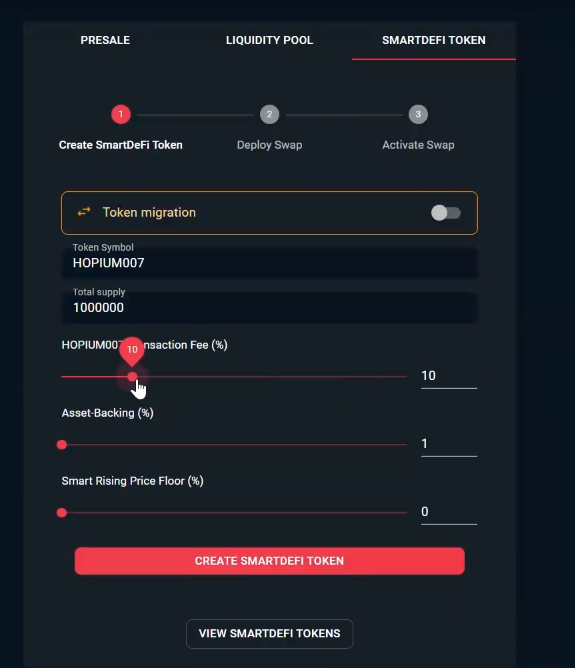 PRESALE LIQUIDITY POOL SMARTDEFI TOKEN
1 2 3
Create SmartDeFi Token Deploy Swap Activate Swap
Token migration
Token Symbol
HOPIUM007
Total supply
1000000
HOPIUM007 nsaction Fee (%)
10
10
Asset-Backing (%)
1
Smart Rising Price Floor (%)
0
CREATE SMARTDEFI TOKEN
VIEW SMARTDEFI TOKENS